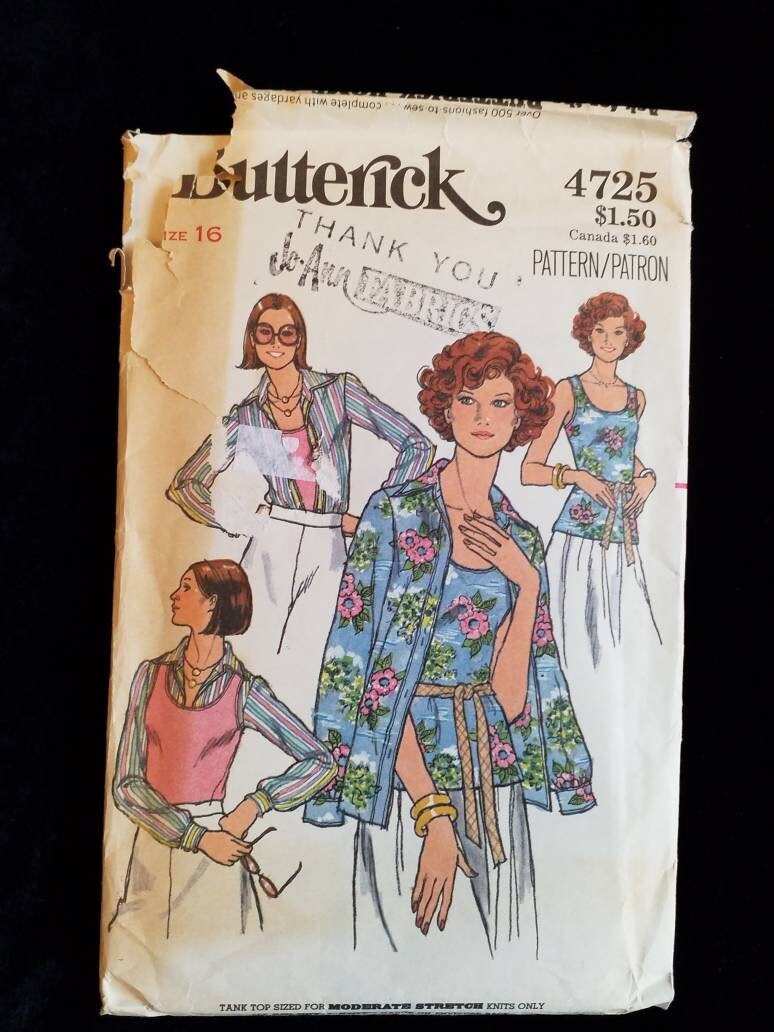 Over 500 fashions-to-sew ... complete with yardages an
Butterick
4725
$1.50
Canada $1.60
PATTERN/PATRON
IZE 16
THANK YOU
Jo-Ann FABRICS
TANK TOP SIZED FOR MODERATE STRETCH KNITS ONLY